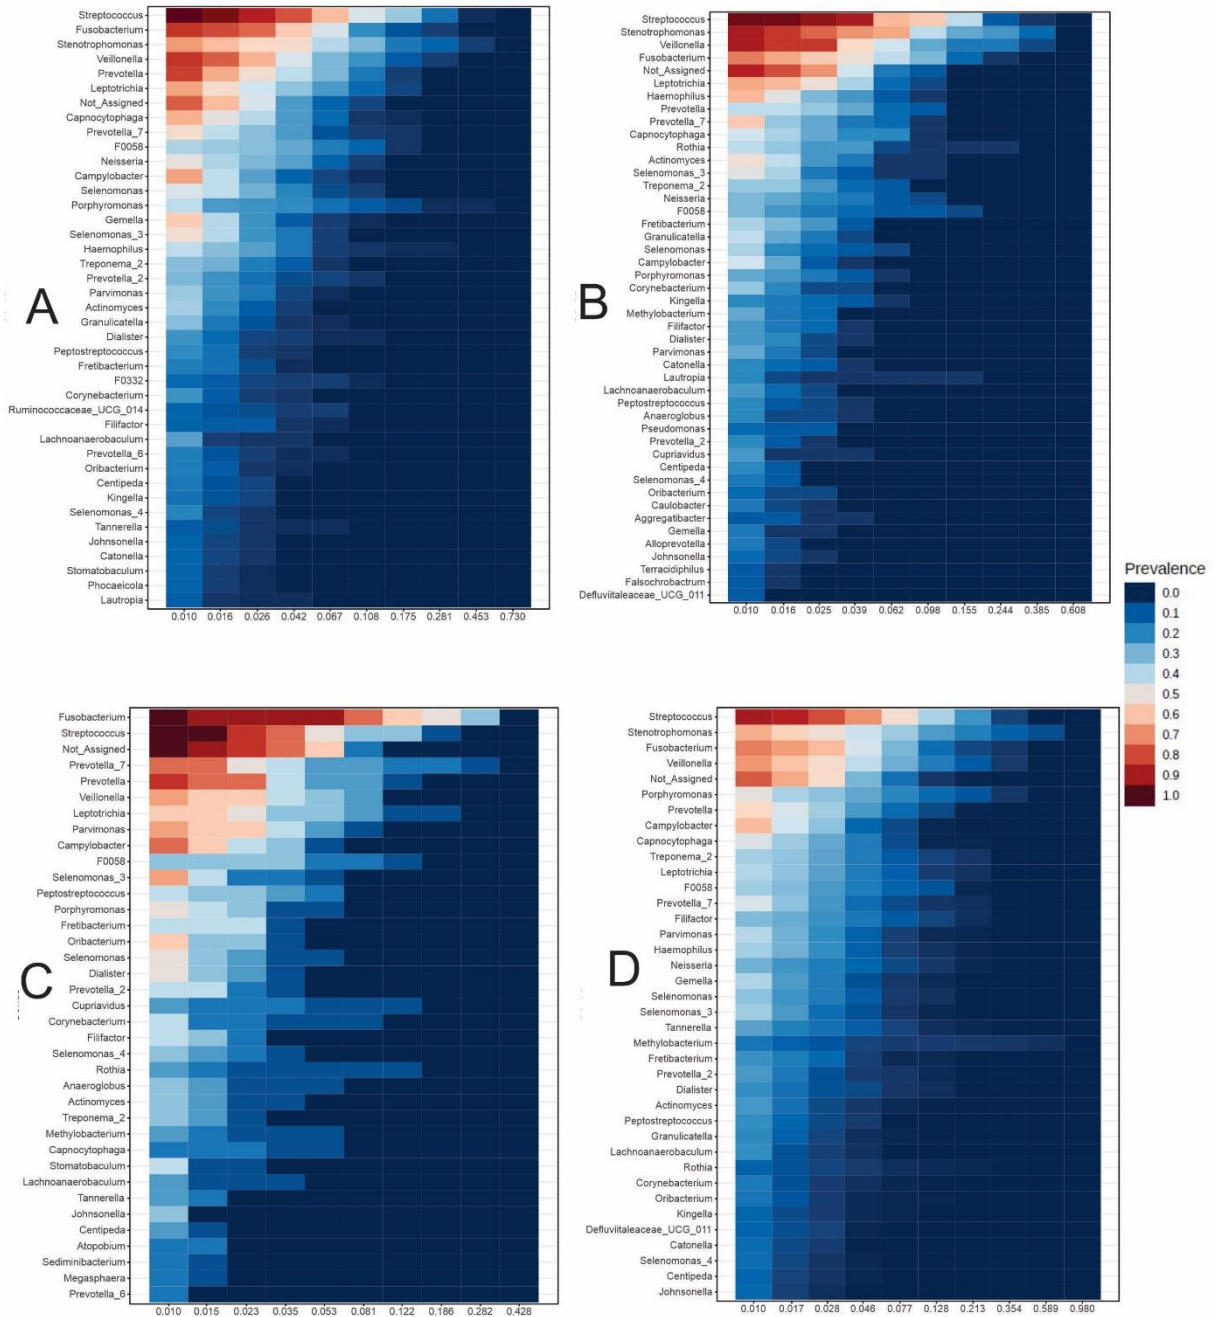 Streptococcus
Fusobacterium
Stenotrophomonas
Veillonella
Prevotella
Leptotrichia
Not_Assigned
Capnocytophaga
Prevotella_7
F0058
Neisseria
Campylobacter
Selenomonas
Porphyromonas
Gemella
Selenomonas_3
Haemophilus
Treponema_2
Prevotella_2
Parvimonas
Actinomyces
Granulicatella
Dialister
Peptostreptococcus
Fretibacterium
F0332
Corynebacterium
Ruminococcaceae_UCG_014
Filifactor
Lachnoanaerobaculum
Prevotella_6
Oribacterium
Centipeda
Kingella
Selenomonas_4
Tannerella
Johnsonella
Catonella
Stomatobaculum
Phocaeicola
Lautropia
0.010 0.016 0.026 0.042 0.067 0.108 0.175 0.281 0.453 0.730
A
Streptococcus
Stenotrophomonas
Veillonella
Fusobacterium
Not_Assigned
Leptotrichia
Haemophilus
Prevotella
Prevotella_7
Capnocytophaga
Rothia
Actinomyces
Selenomonas_3
Treponema_2
Neisseria
F0058
Fretibacterium
Granulicatella
Selenomonas
Campylobacter
Porphyromonas
Corynebacterium
Kingella
Methylobacterium
Filifactor
Dialister
Parvimonas
Catonella
Lautropia
Lachnoanaerobaculum
Peptostreptococcus
Anaeroglobus
Pseudomonas
Prevotella_2
Cupriavidus
Centipeda
Selenomonas_4
Oribacterium
Caulobacter
Aggregatibacter
Gemella
Alloprevotella
Johnsonella
Terracidiphilus
Falsochrobactrum
Defluviitaleaceae_UCG_011
0.010 0.016 0.025 0.039 0.062 0.098 0.155 0.244 0.385 0.608
B
Prevalence
0.0
0.1
0.2
0.3
0.4
0.5
0.6
0.7
0.8
0.9
1.0
Fusobacterium
Streptococcus
Not_Assigned
Prevotella_7
Prevotella
Veillonella
Leptotrichia
Parvimonas
Campylobacter
F0058
Selenomonas_3
Peptostreptococcus
Porphyromonas
Fretibacterium
Oribacterium
Selenomonas
Dialister
Prevotella_2
Cupriavidus
Corynebacterium
Filifactor
Selenomonas_4
Rothia
Anaeroglobus
Actinomyces
Treponema_2
Methylobacterium
Capnocytophaga
Stomatobaculum
Lachnoanaerobaculum
Tannerella
Johnsonella
Centipeda
Atopobium
Sediminibacterium
Megasphaera
Prevotella_6
0.010 0.015 0.023 0.035 0.053 0.081 0.122 0.186 0.282 0.428
C
Streptococcus
Stenotrophomonas
Fusobacterium
Veillonella
Not_Assigned
Porphyromonas
Prevotella
Campylobacter
Capnocytophaga
Treponema_2
Leptotrichia
F0058
Prevotella_7
Filifactor
Parvimonas
Haemophilus
Neisseria
Gemella
Selenomonas
Selenomonas_3
Tannerella
Methylobacterium
Fretibacterium
Prevotella_2
Dialister
Actinomyces
Peptostreptococcus
Granulicatella
Lachnoanaerobaculum
Rothia
Corynebacterium
Oribacterium
Kingella
Defluviitaleaceae_UCG_011
Catonella
Selenomonas_4
Centipeda
Johnsonella
0.010 0.017 0.028 0.046 0.077 0.128 0.213 0.354 0.589 0.980
D